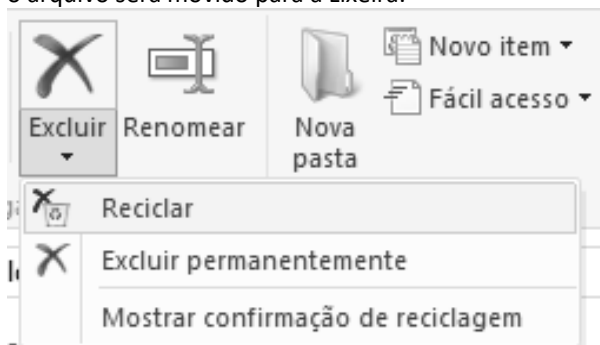 o arquivo será movido para a Lixeira.
Excluir
Renomear
Nova
pasta
Novo item
Fácil acesso
Reciclar
Excluir permanentemente
Mostrar confirmação de reciclagem